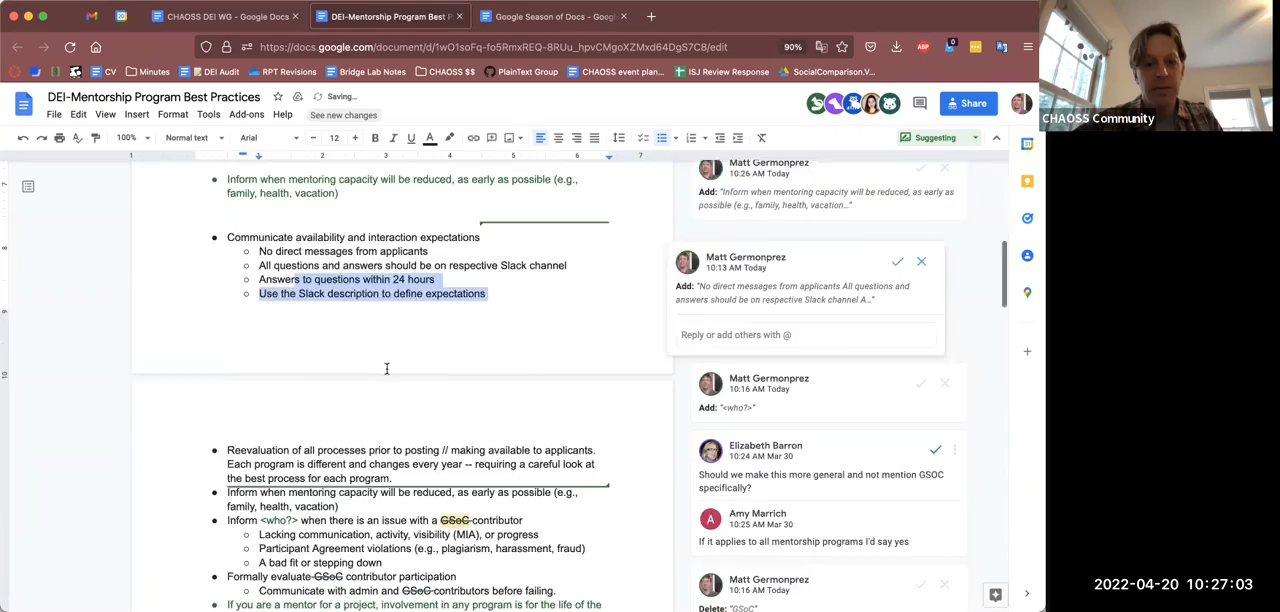 CHAOSS DEI WG - Google Docs
DEI-Mentorship Program Best P
Google Season of Docs - Goog
https://docs.google.com/document/d/1wO1soFq-fo5RmxREQ-8RUu_hpvCMgoXZMxd64DgS7C8/edit
90%
ABP
0
CV
Minutes
DEI Audit
RPT Revisions
Bridge Lab Notes
CHAOSS $$
PlainText Group
CHAOSS event plan...
ISJ Review Response
SocialComparison.V...
CHAOSS Community
DEI-Mentorship Program Best Practices
Saving...
File Edit View Insert Format Tools Add-ons Help
See new changes
Share
100%
Normal text
Arial
12
Suggesting
1 2 3 4 5 6 7
Inform when mentoring capacity will be reduced, as early as possible (e.g.,
family, health, vacation)
Communicate availability and interaction expectations
No direct messages from applicants
All questions and answers should be on respective Slack channel
Answers to questions within 24 hours
Use the Slack description to define expectations
Reevaluation of all processes prior to posting // making available to applicants.
Each program is different and changes every year -- requiring a careful look at
the best process for each program.
Inform when mentoring capacity will be reduced, as early as possible (e.g.,
family, health, vacation)
Inform <who?> when there is an issue with a GSoC contributor
Lacking communication, activity, visibility (MIA), or progress
Participant Agreement violations (e.g., plagiarism, harassment, fraud)
A bad fit or stepping down
Formally evaluate GSoC contributor participation
Communicate with admin and GSoC contributors before failing.
If you are a mentor for a project, involvement in any program is for the life of the
Matt Germonprez
10:26 AM Today
Add: "Inform when mentoring capacity will be reduced, as early as
possible (e.g., family, health, vacation..."
Matt Germonprez
10:13 AM Today
Add: "No direct messages from applicants All questions and
answers should be on respective Slack channel A..."
Reply or add others with @
Matt Germonprez
10:16 AM Today
Add: "<who?>"
Elizabeth Barron
10:24 AM Mar 30
Should we make this more general and not mention GSOC
specifically?
A
Amy Marrich
10:25 AM Mar 30
If it applies to all mentorship programs I'd say yes
Matt Germonprez
10:16 AM Today
Delete: "GSoC"
2022-04-20 10:27:03